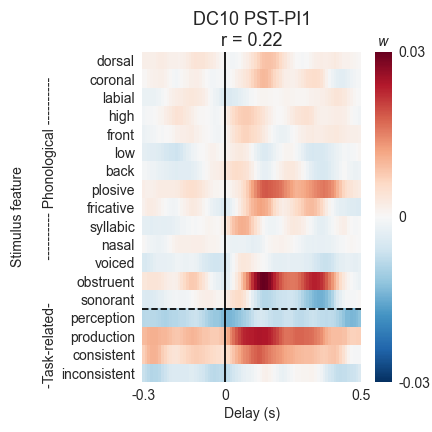 DC10 PST-PI1
r = 0.22
w
dorsal
coronal
labial
high
front
low
back
plosive
fricative
syllabic
nasal
voiced
obstruent
sonorant
perception
production
consistent
inconsistent
Stimulus feature
-Task-related- ---------- Phonological ----------
0.03
0
-0.03
-0.3 0 0.5
Delay (s)